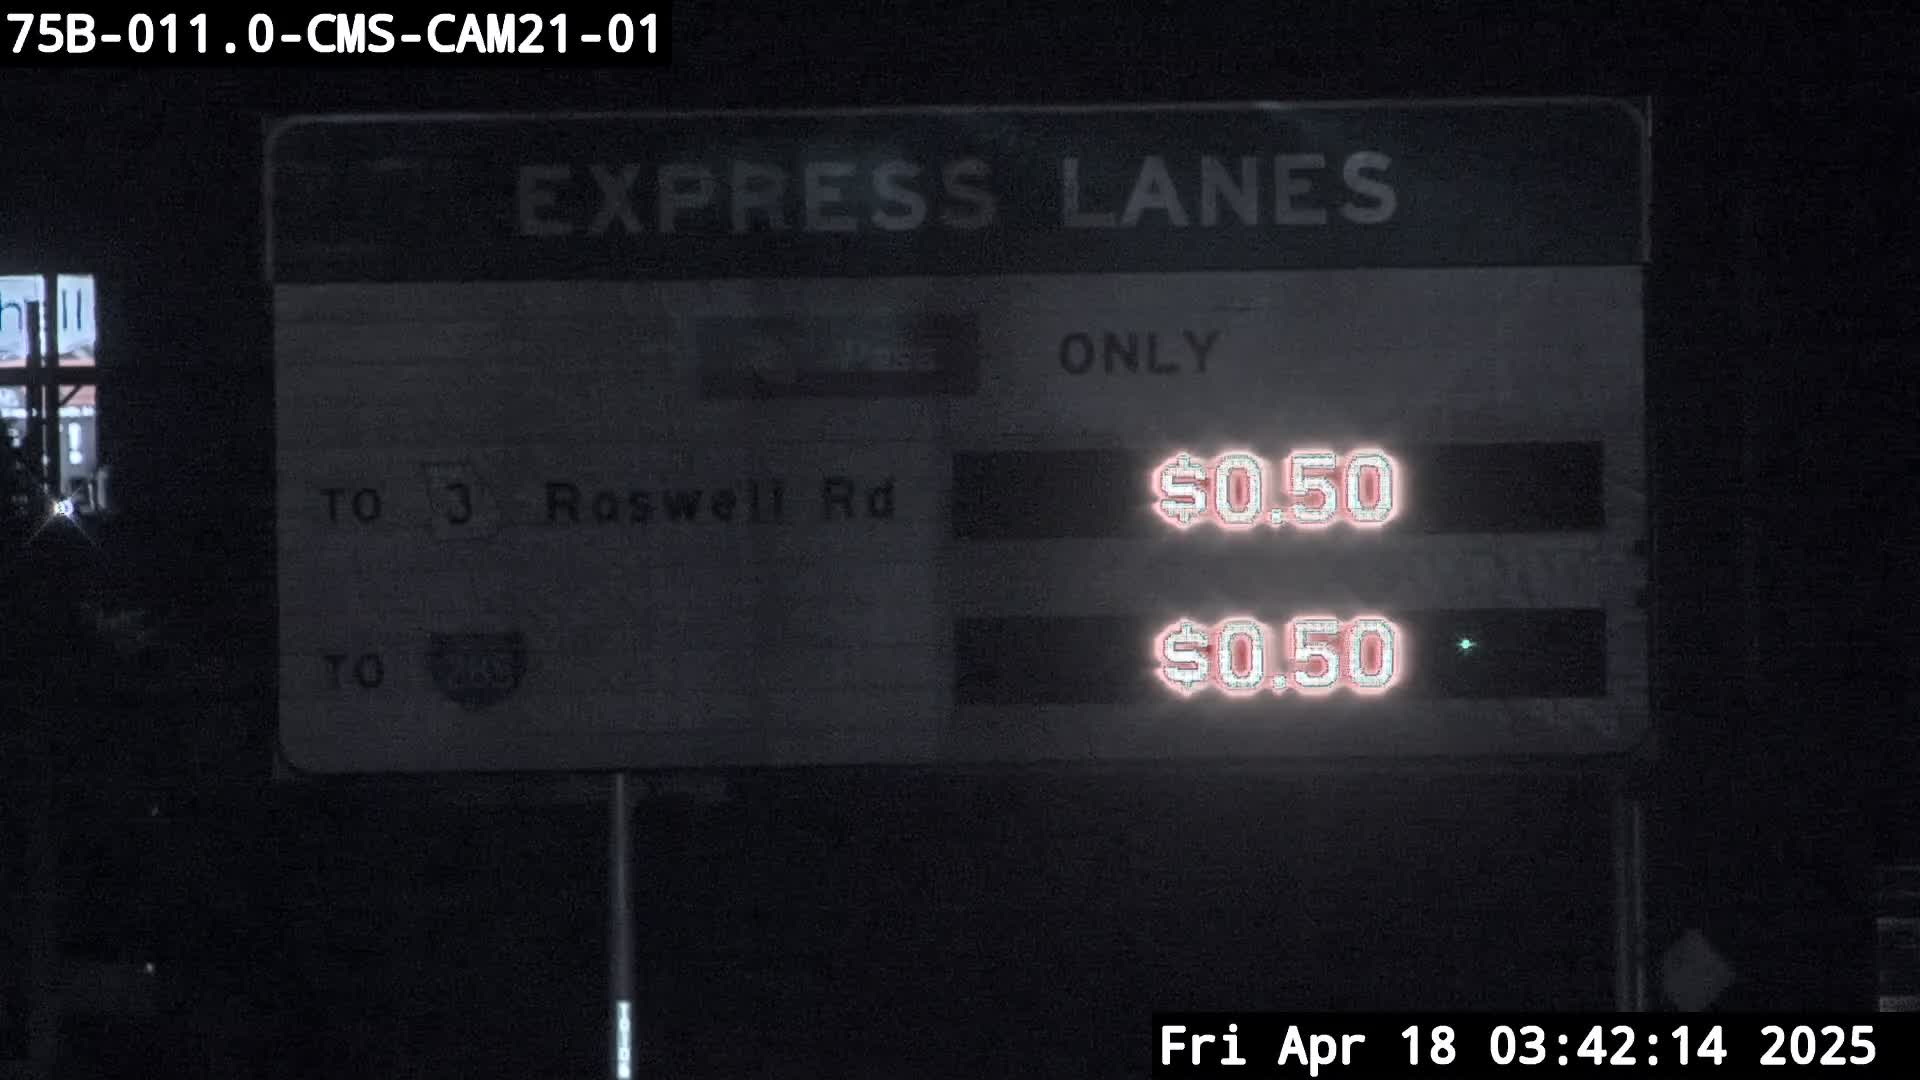 75B-011.0-CMS-CAM21-01
EXPRESS LANES
Pass ONLY
TO 3 Roswell Rd $0.50
TO $0.50
Fri Apr 18 03:42:14 2025